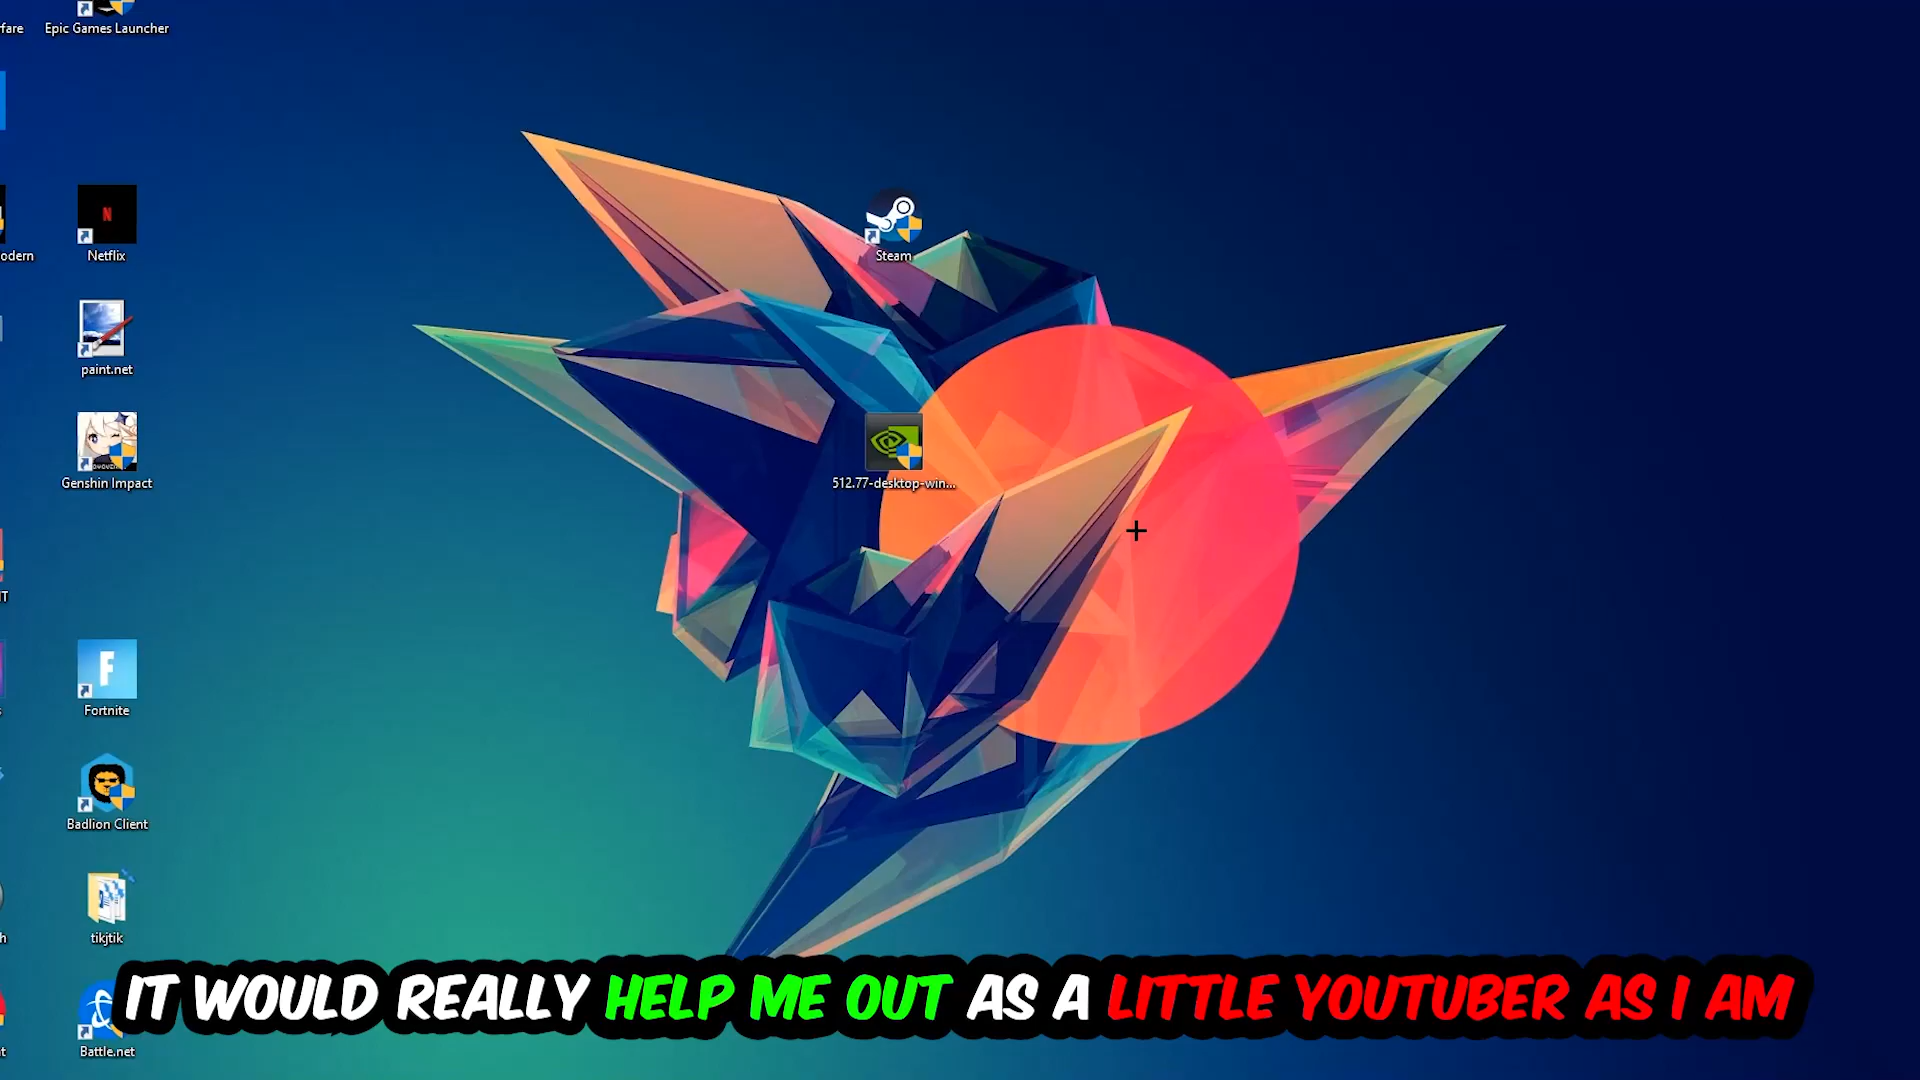 fare
Epic Games Launcher
odern
N
Netflix
Steam
paint.net
Genshin Impact
512.77-desktop-win...
IT
F
Fortnite
s
Badlion Client
h
tikjtik
IT WOULD REALLY HELP ME OUT AS A LITTLE YOUTUBER AS I AM
t
Battle.net